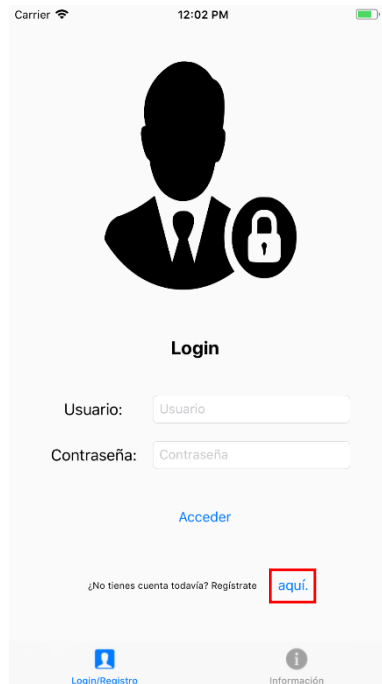 Carrier 12:02 PM
Login
Usuario: Usuario
Contraseña: Contraseña
Acceder
¿No tienes cuenta todavía? Regístrate aquí.
Login/Registro Información